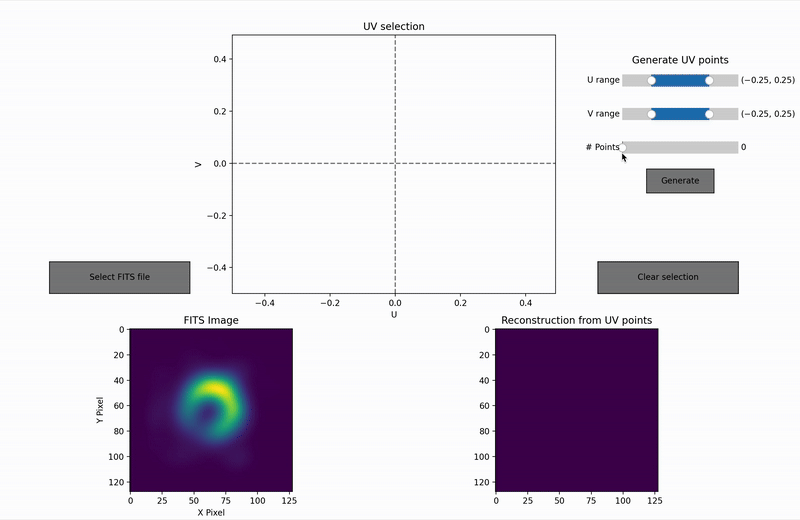 UV selection
0.4
0.2
0.0
−0.2
−0.4
V
−0.4
−0.2
0.0
0.2
0.4
U
Generate UV points
U range
(−0.25, 0.25)
V range
(−0.25, 0.25)
# Points
0
Generate
Select FITS file
Clear selection
FITS Image
0
20
40
60
80
100
120
Y Pixel
0
25
50
75
100
125
X Pixel
Reconstruction from UV points
0
20
40
60
80
100
120
0
25
50
75
100
125